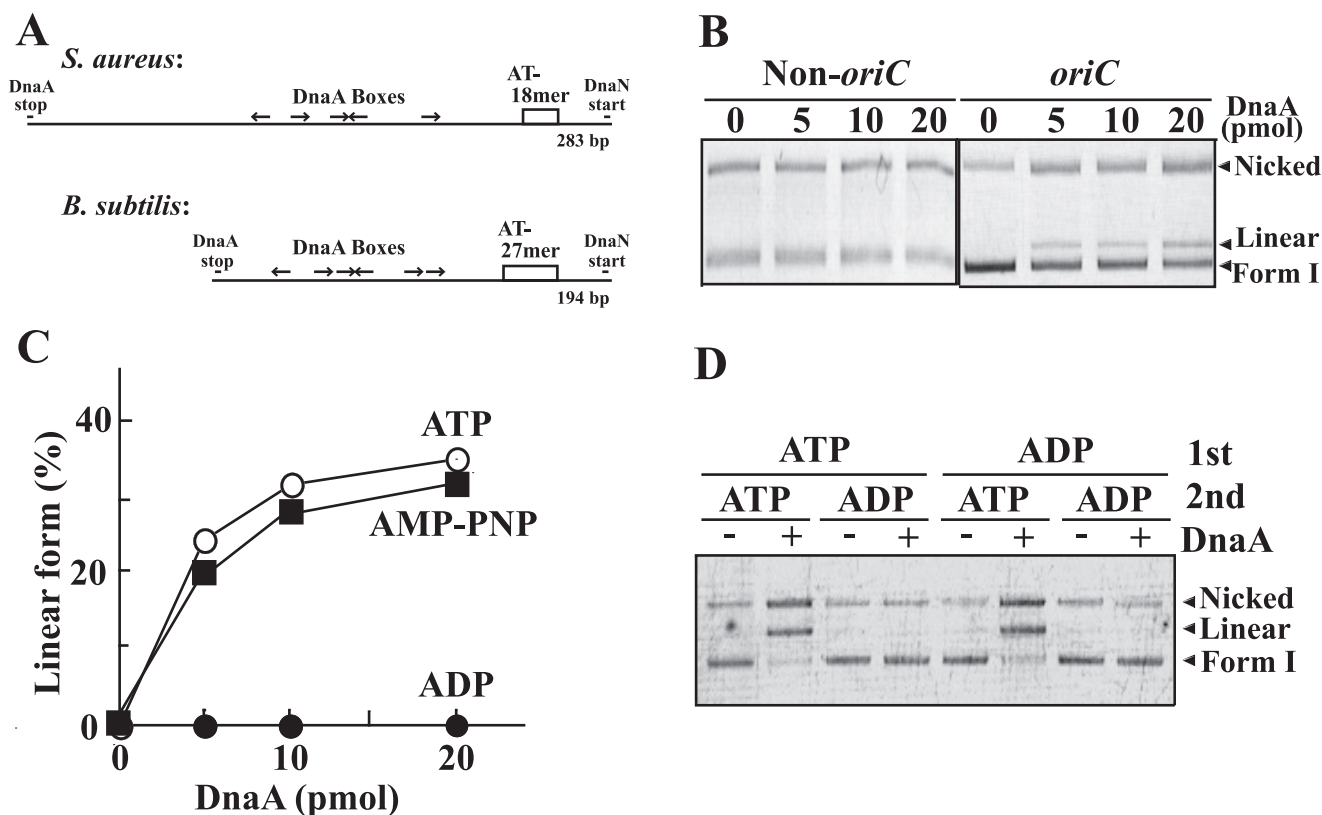 A
S. aureus:
DnaA stop
DnaA Boxes
AT-18mer
DnaN start
283 bp
B. subtilis:
DnaA stop
DnaA Boxes
AT-27mer
DnaN start
194 bp
B
Non-oriC oriC
0 5 10 20 0 5 10 20 DnaA (pmol)
Nicked
Linear
Form I
C
Linear form (%)
40
20
0
ATP
AMP-PNP
ADP
0 10 20
DnaA (pmol)
D
ATP ADP 1st
ATP ADP ATP ADP 2nd
- + - + - + - + DnaA
Nicked
Linear
Form I